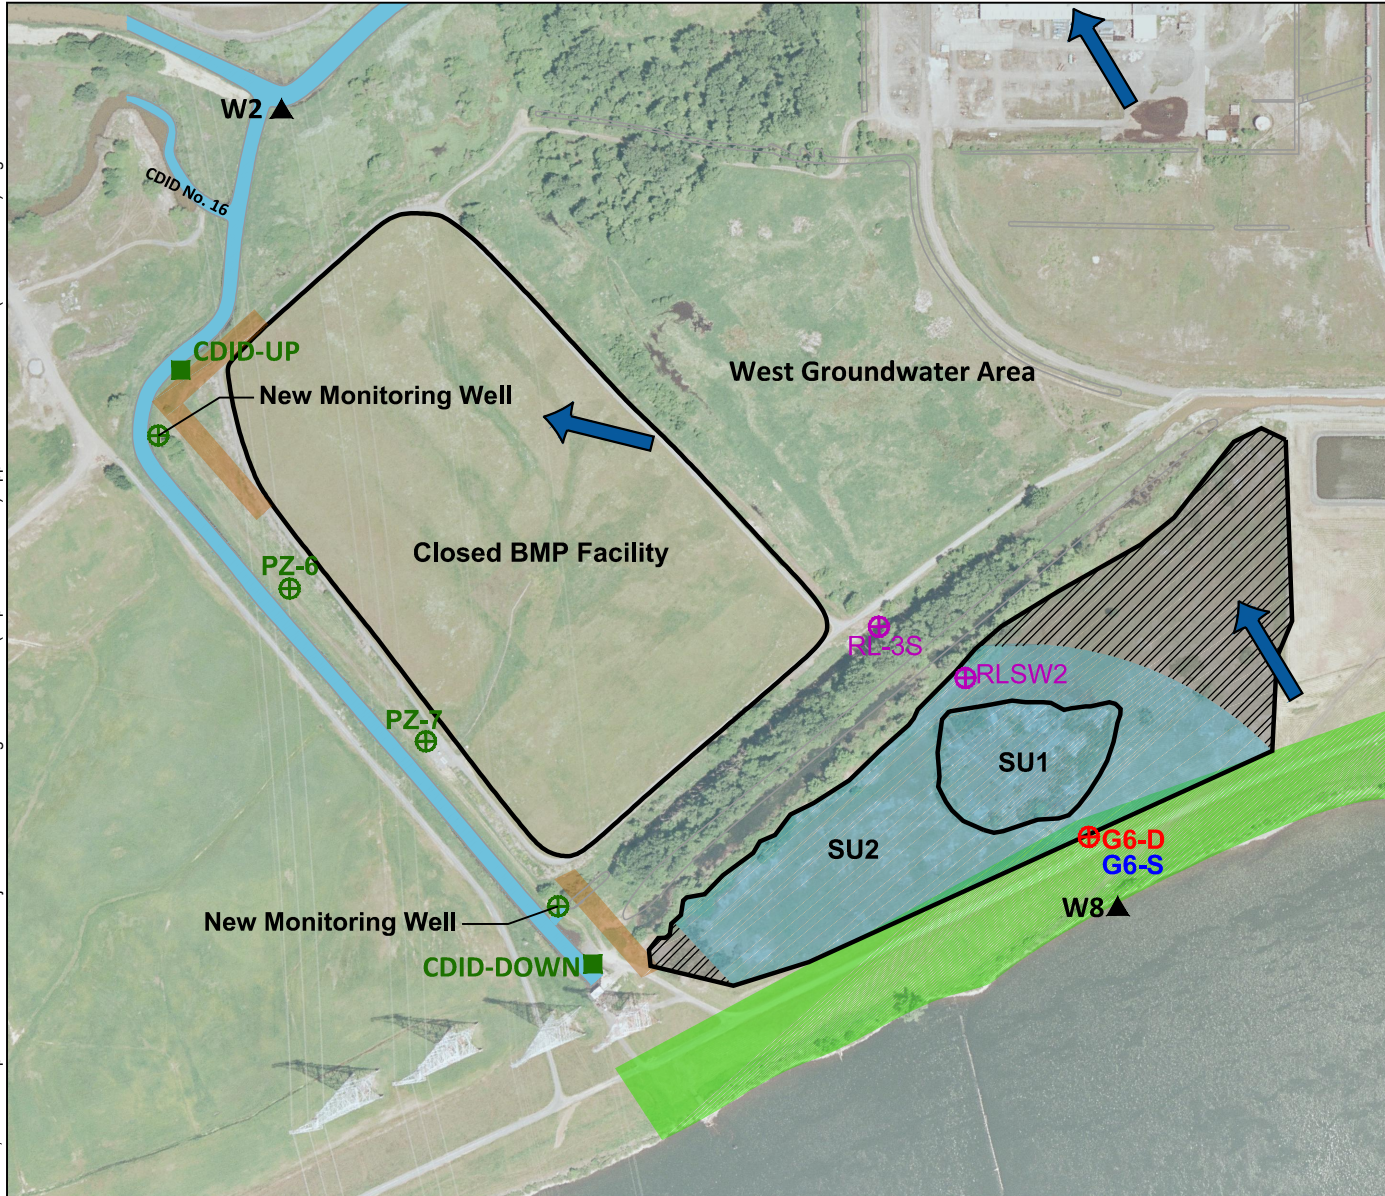 W2
CDID No. 16
CDID-UP
New Monitoring Well
West Groundwater Area
Closed BMP Facility
PZ-6
RL-3S
RLSW2
PZ-7
SU1
SU2
G6-D
G6-S
W8
New Monitoring Well
CDID-DOWN